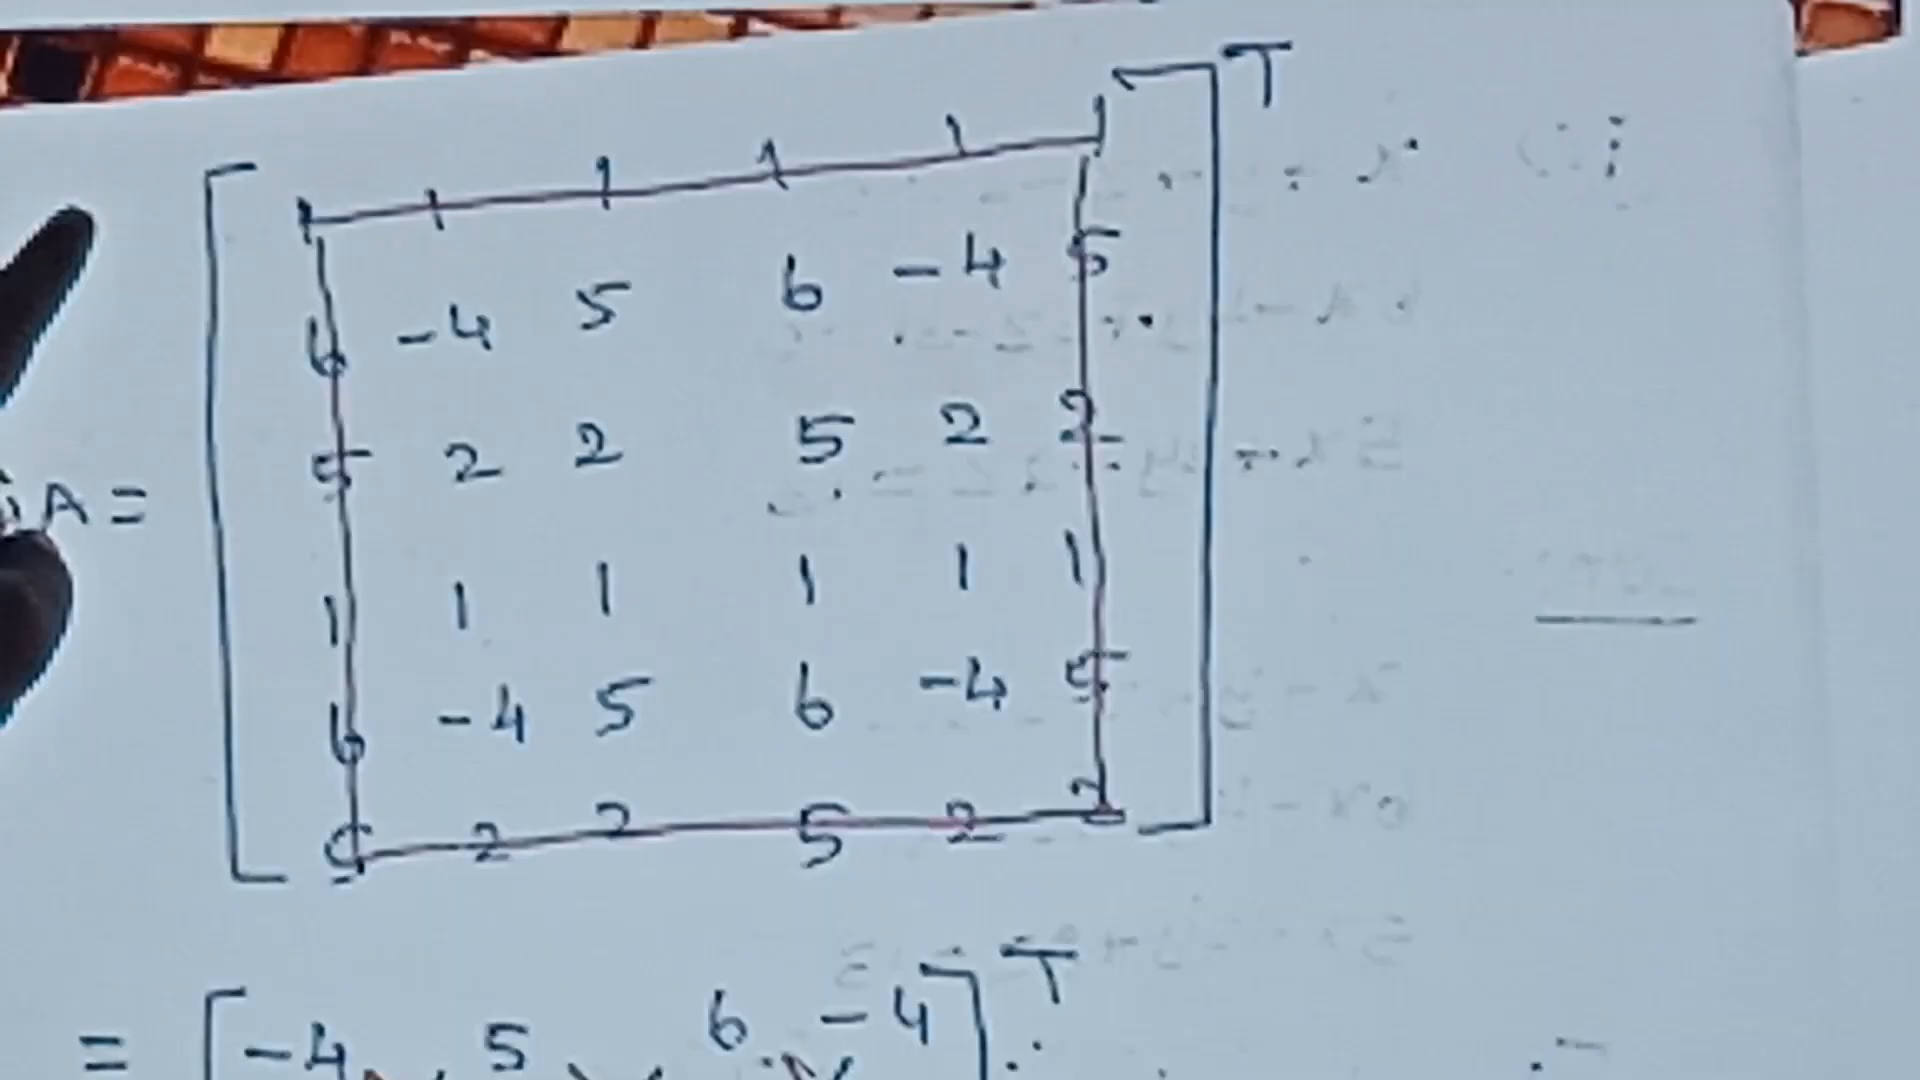 T
1 1 1 1 1 1
6 -4 5 6 -4 5
A = 5 2 2 5 2 2
1 1 1 1 1 1
6 -4 5 6 -4 5
5 2 2 5 2 2
T
= [ -4 5 6 -4 ]